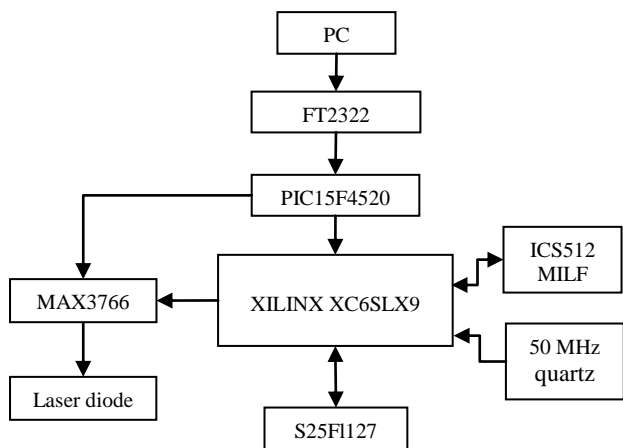 PC
FT2322
PIC15F4520
XILINX XC6SLX9
ICS512
MILF
MAX3766
50 MHz
quartz
Laser diode
S25Fl127